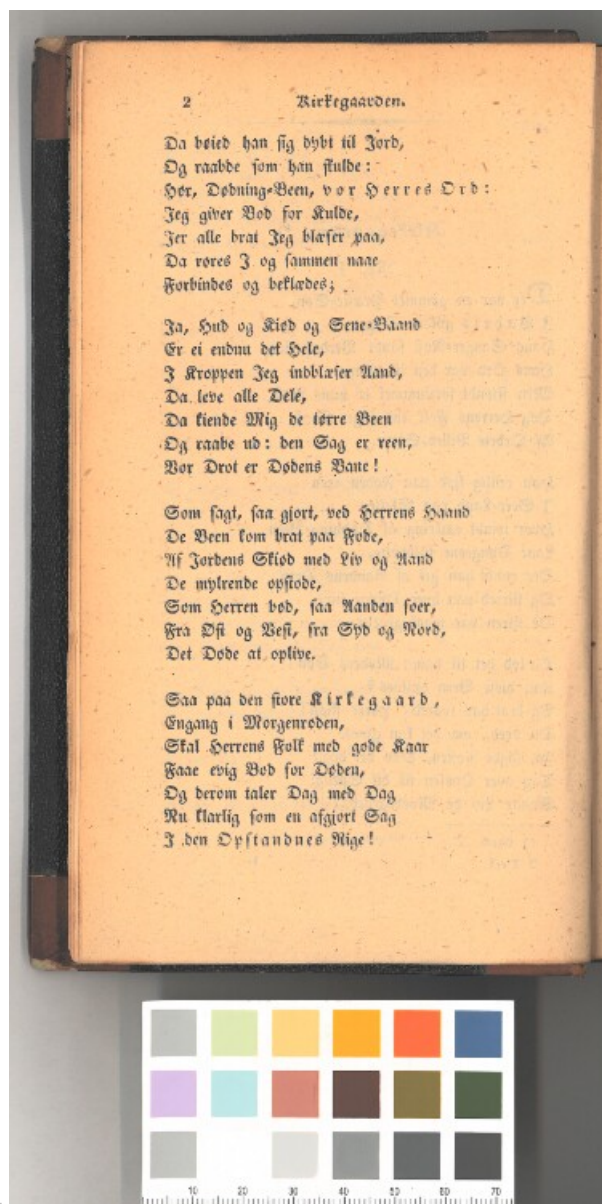 2 Kirkegaarden.
Da bøied han sig dybt til Jord,
Og raabde som han skulde:
Hør, Dødning-Been, vor Herres Ord:
Jeg giver Bod for Kulde,
Jer alle brat Jeg blæser paa,
Da røres I og sammen naae
Forbindes og beklædes;
Ja, Hud og Kiød og Sene-Baand
Er ei endnu det Hele,
I Kroppen Jeg indblæser Aand,
Da leve alle Dele,
Da kiende Mig de tørre Been
Og raabe ud: den Sag er reen,
Vor Drot er Dødens Bane!
Som sagt, saa gjort, ved Herrens Haand
De Been kom brat paa Fode,
Af Jordens Skiød med Liv og Aand
De mylrende opstode,
Som Herren bød, saa Aanden foer,
Fra Øst og Vest, fra Syd og Nord,
Det Døde at oplive.
Saa paa den store Kirkegaard,
Engang i Morgenrøden,
Skal Herrens Folk med gode Kaar
Faae evig Bod for Døden,
Og derom taler Dag med Dag
Nu klarlig som en afgjort Sag
I den Opstandnes Rige!
10 20 30 40 50 60 70